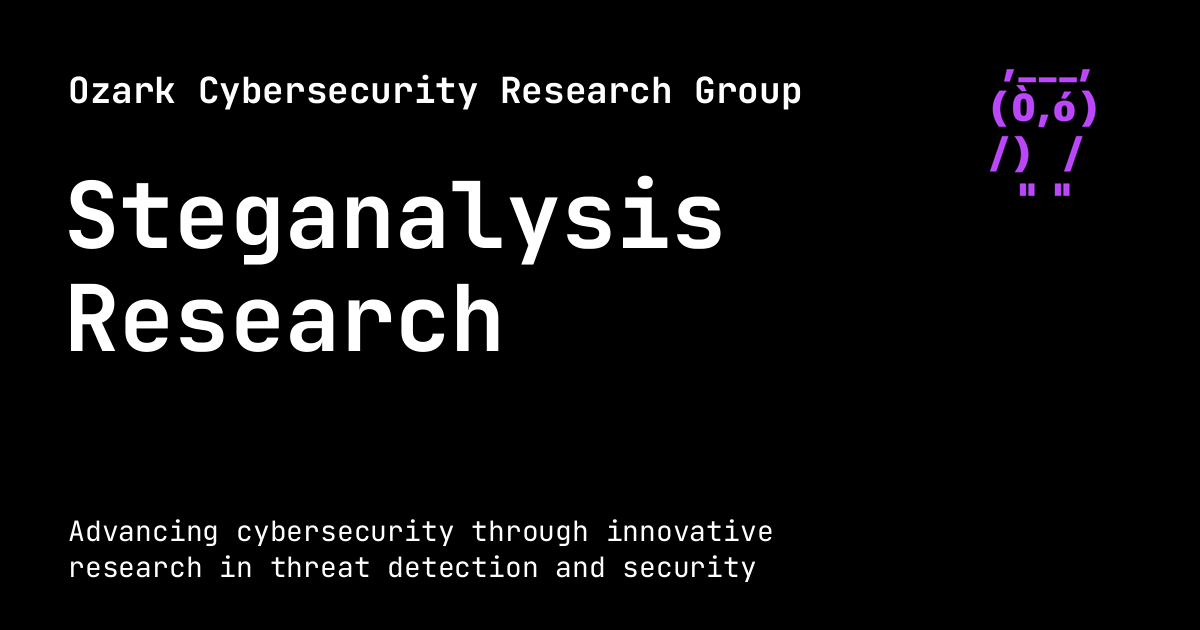 Ozark Cybersecurity Research Group
Steganalysis
Research
Advancing cybersecurity through innovative
research in threat detection and security
,___,
(Ò,ó)
/)  /
" "